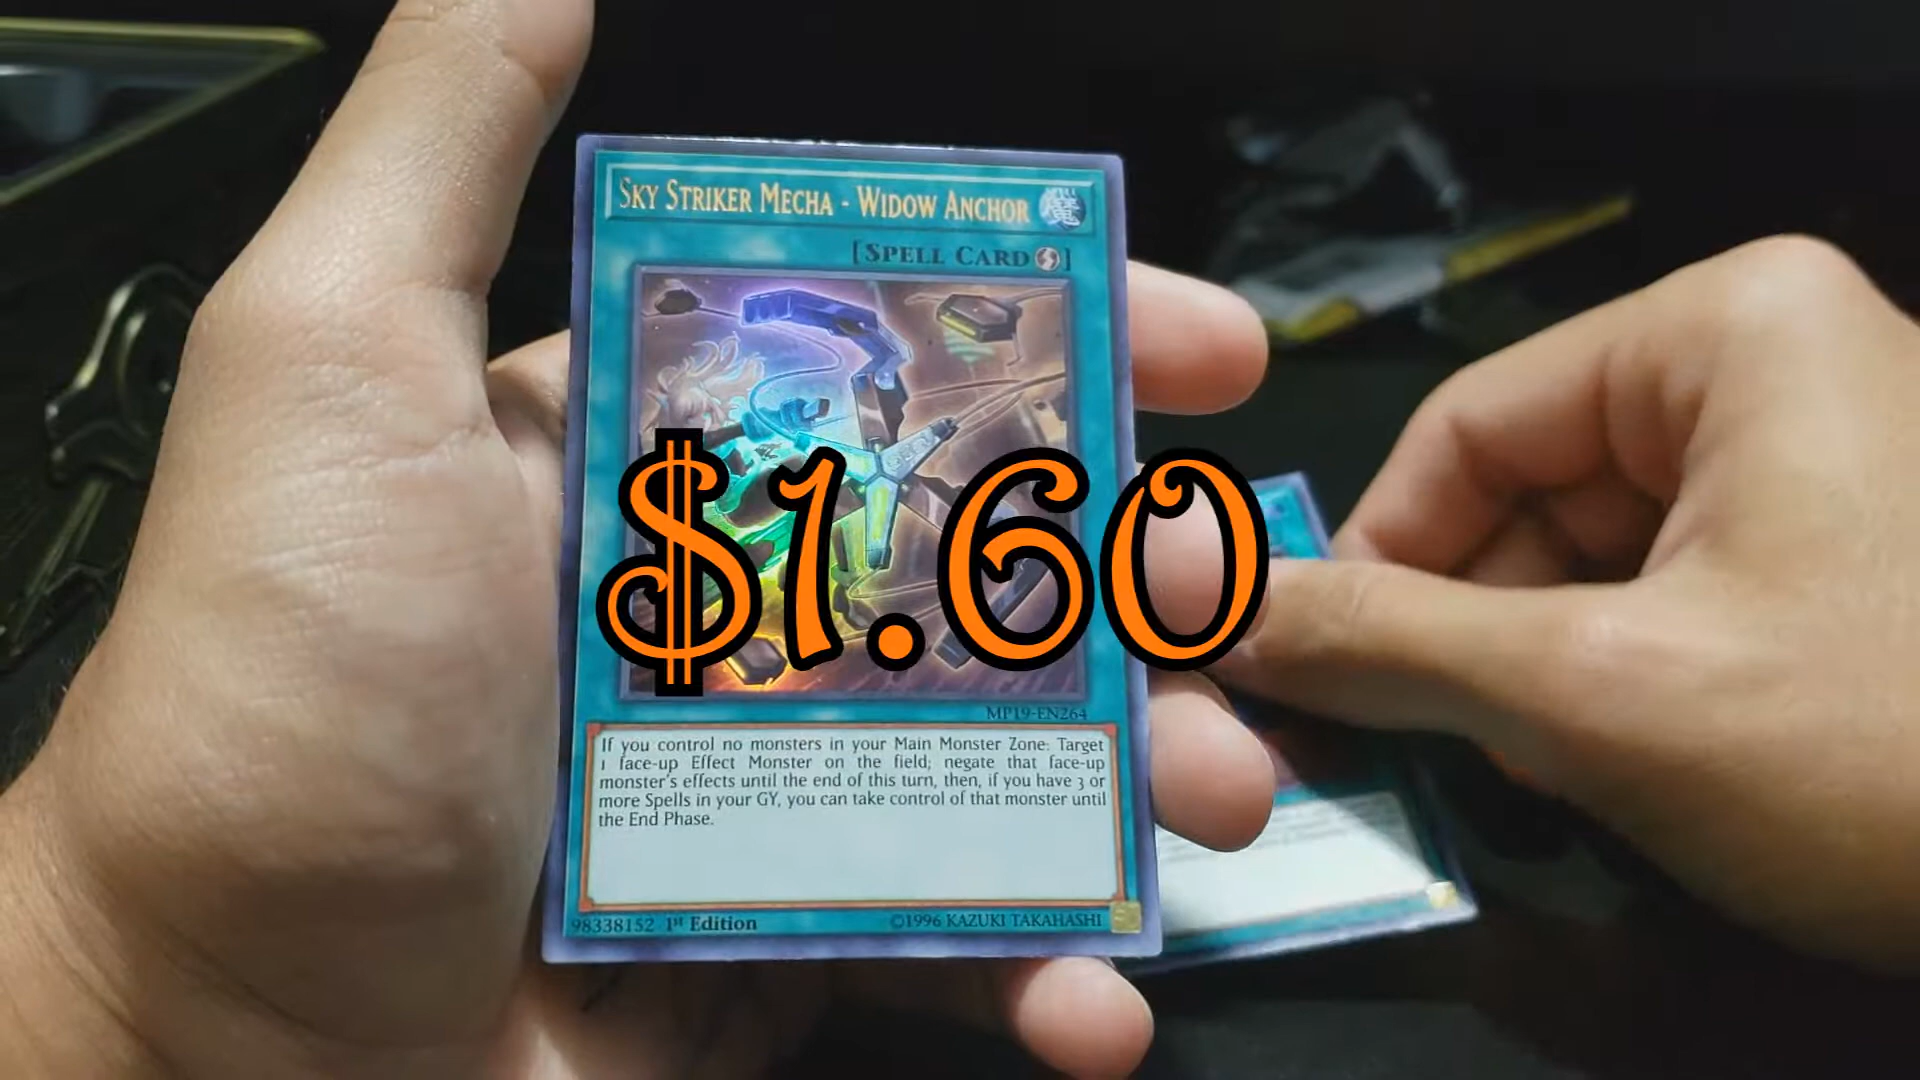 SKY STRIKER MECHA - WIDOW ANCHOR
[SPELL CARD]
$1.60
MP19-EN264
If you control no monsters in your Main Monster Zone: Target
1 face-up Effect Monster on the field; negate that face-up
monster's effects until the end of this turn, then, if you have 3 or
more Spells in your GY, you can take control of that monster until
the End Phase.
98338152 1st Edition
©1996 KAZUKI TAKAHASHI